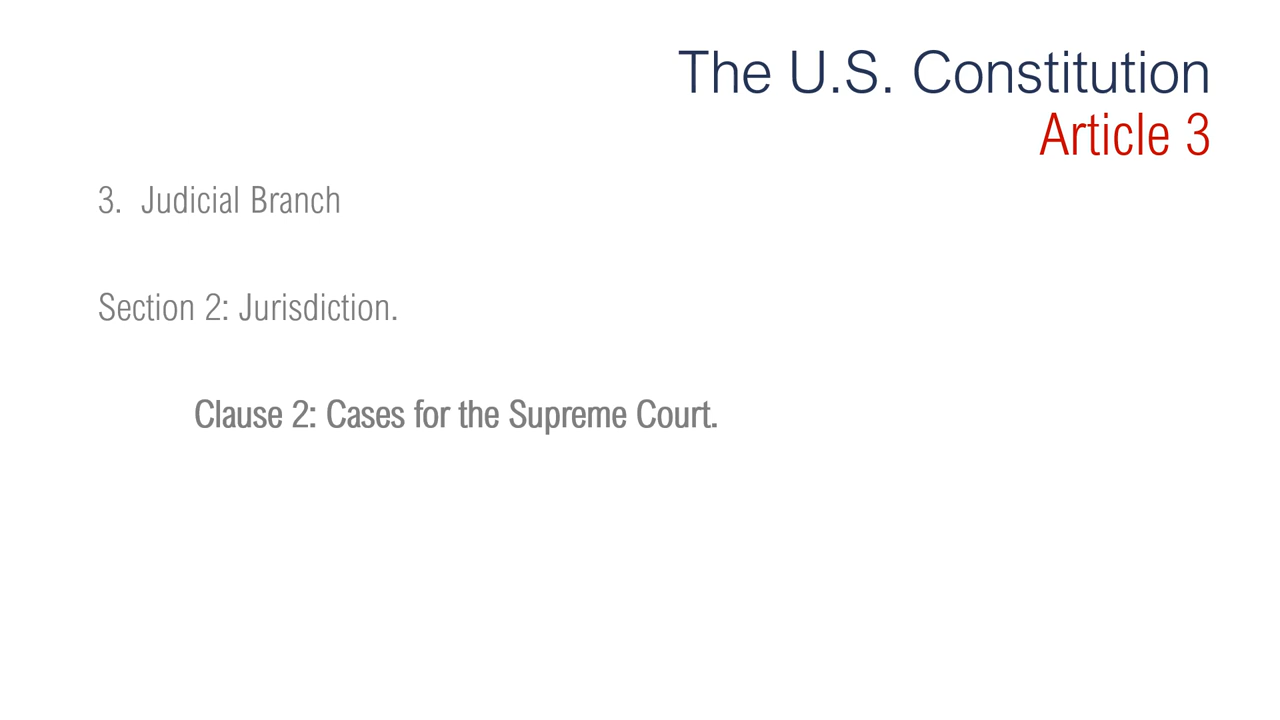 The U.S. Constitution
Article 3
3. Judicial Branch
Section 2: Jurisdiction.
Clause 2: Cases for the Supreme Court.